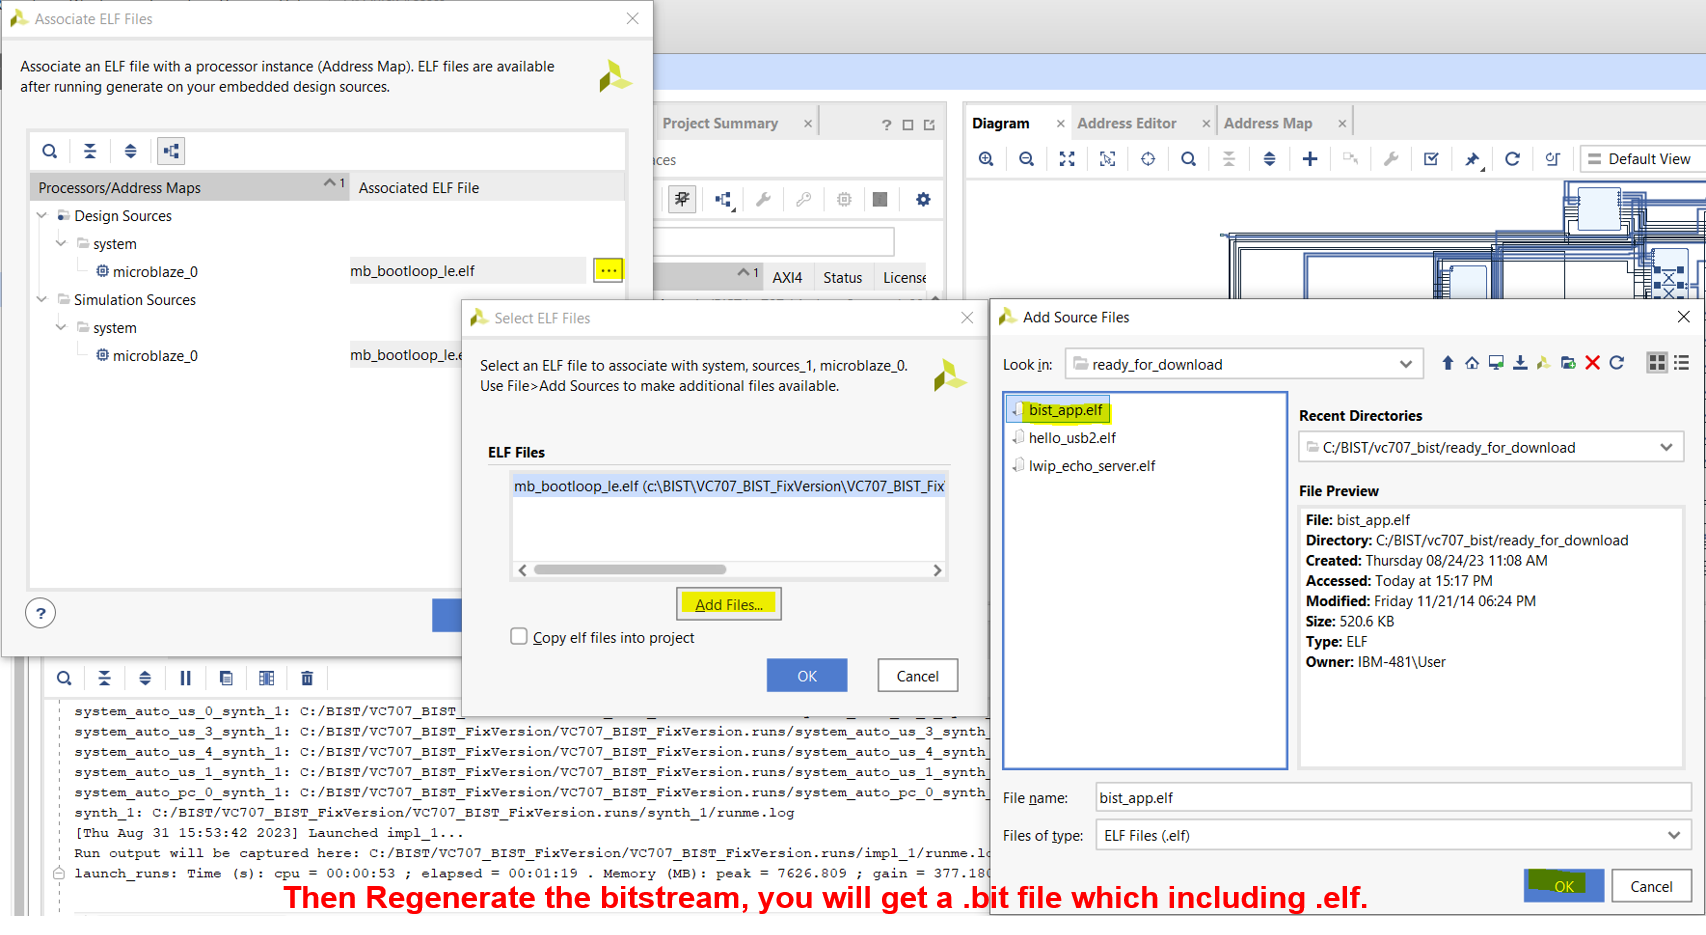 Associate ELF Files
Associate an ELF file with a processor instance (Address Map). ELF files are available
after running generate on your embedded design sources.
Processors/Address Maps
1
Associated ELF File
Design Sources
system
microblaze_0
mb_bootloop_le.elf
...
Simulation Sources
system
microblaze_0
mb_bootloop_le.e
?
Project Summary
?
ces
1
AXI4
Status
License
Diagram
Address Editor
Address Map
Default View
Select ELF Files
Select an ELF file to associate with system, sources_1, microblaze_0.
Use File>Add Sources to make additional files available.
ELF Files
mb_bootloop_le.elf (c:\BIST\VC707_BIST_FixVersion\VC707_BIST_Fix
Add Files...
Copy elf files into project
OK
Cancel
Add Source Files
Look in:
ready_for_download
bist_app.elf
hello_usb2.elf
lwip_echo_server.elf
Recent Directories
C:/BIST/vc707_bist/ready_for_download
File Preview
File: bist_app.elf
Directory: C:/BIST/vc707_bist/ready_for_download
Created: Thursday 08/24/23 11:08 AM
Accessed: Today at 15:17 PM
Modified: Friday 11/21/14 06:24 PM
Size: 520.6 KB
Type: ELF
Owner: IBM-481\User
File name:
bist_app.elf
Files of type:
ELF Files (.elf)
OK
Cancel
system_auto_us_0_synth_1: C:/BIST/VC707_BIST_
system_auto_us_3_synth_1: C:/BIST/VC707_BIST_FixVersion/VC707_BIST_FixVersion.runs/system_auto_us_3_synth_
system_auto_us_4_synth_1: C:/BIST/VC707_BIST_FixVersion/VC707_BIST_FixVersion.runs/system_auto_us_4_synth_
system_auto_us_1_synth_1: C:/BIST/VC707_BIST_FixVersion/VC707_BIST_FixVersion.runs/system_auto_us_1_synth_
system_auto_pc_0_synth_1: C:/BIST/VC707_BIST_FixVersion/VC707_BIST_FixVersion.runs/system_auto_pc_0_synth_
synth_1: C:/BIST/VC707_BIST_FixVersion/VC707_BIST_FixVersion.runs/synth_1/runme.log
[Thu Aug 31 15:53:42 2023] Launched impl_1...
Run output will be captured here: C:/BIST/VC707_BIST_FixVersion/VC707_BIST_FixVersion.runs/impl_1/runme.lo
launch_runs: Time (s): cpu = 00:00:53 ; elapsed = 00:01:19 . Memory (MB): peak = 7626.809 ; gain = 377.180
Then Regenerate the bitstream, you will get a .bit file which including .elf.